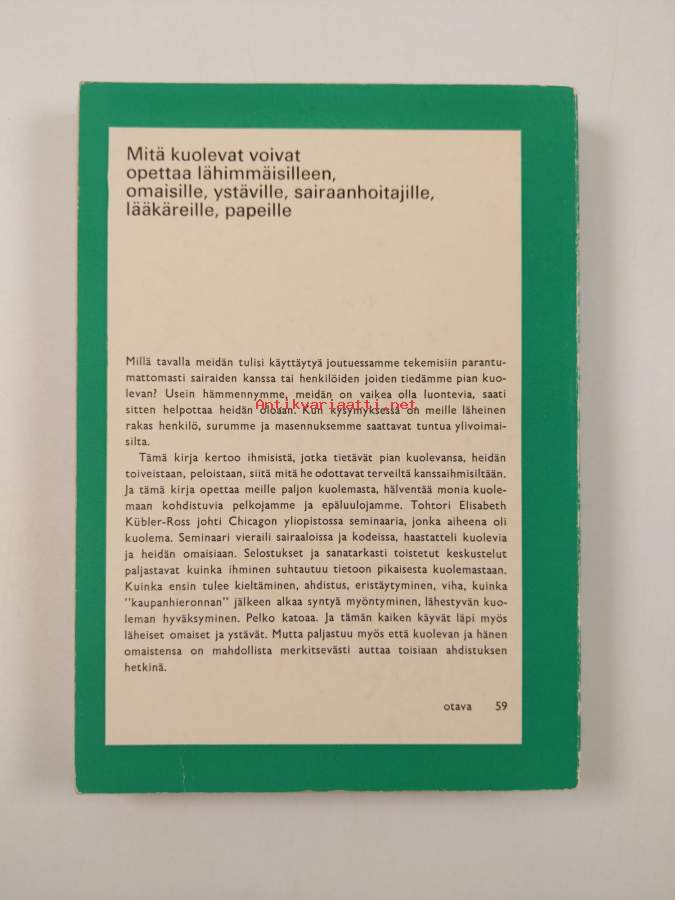 Mitä kuolevat voivat
opettaa lähimmäisilleen,
omaisille, ystäville, sairaanhoitajille,
lääkäreille, papeille
Millä tavalla meidän tulisi käyttäytyä joutuessamme tekemisiin parantu-
mattomasti sairaiden kanssa tai henkilöiden joiden tiedämme pian kuo-
levan? Usein hämmennymme, meidän on vaikea olla luontevia, saati
sitten helpottaa heidän oloaan. Kun kysymyksessä on meille läheinen
Antikvariaatti.net
rakas henkilö, surumme ja masennuksemme saattavat tuntua ylivoimai-
silta.
Tämä kirja kertoo ihmisistä, jotka tietävät pian kuolevansa, heidän
toiveistaan, peloistaan, siitä mitä he odottavat terveiltä kanssaihmisiltään.
Ja tämä kirja opettaa meille paljon kuolemasta, hälventää monia kuole-
maan kohdistuvia pelkojamme ja epäluulojamme. Tohtori Elisabeth
Kübler-Ross johti Chicagon yliopistossa seminaaria, jonka aiheena oli
kuolema. Seminaari vieraili sairaaloissa ja kodeissa, haastatteli kuolevia
ja heidän omaisiaan. Selostukset ja sanatarkasti toistetut keskustelut
paljastavat kuinka ihminen suhtautuu tietoon pikaisesta kuolemastaan.
Kuinka ensin tulee kieltäminen, ahdistus, eristäytyminen, viha, kuinka
"kaupanhieronnan" jälkeen alkaa syntyä myöntyminen, lähestyvän kuo-
leman hyväksyminen. Pelko katoaa. Ja tämän kaiken käyvät läpi myös
läheiset omaiset ja ystävät. Mutta paljastuu myös että kuolevan ja hänen
omaistensa on mahdollista merkitsevästi auttaa toisiaan ahdistuksen
hetkinä.
otava 59